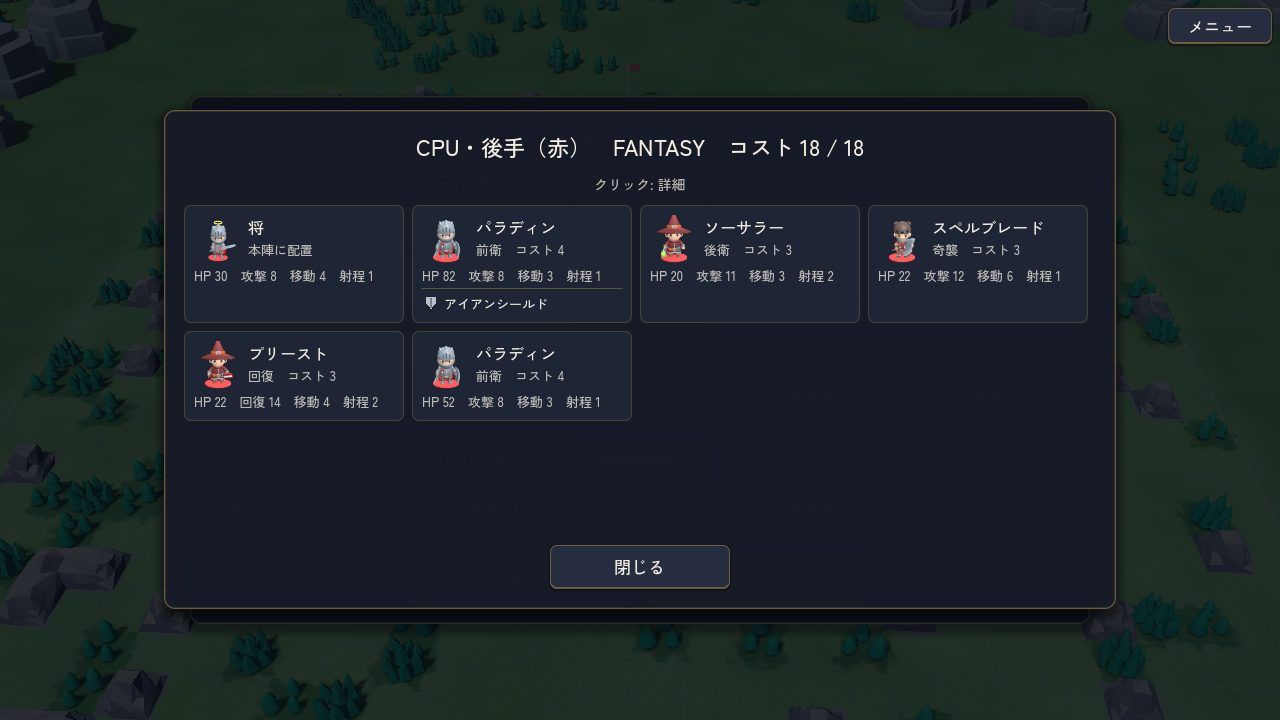 メニュー
CPU・後手（赤）　FANTASY　コスト 18 / 18
クリック: 詳細
将
本陣に配置
HP 30　攻撃 8　移動 4　射程 1
パラディン
前衛　コスト 4
HP 82　攻撃 8　移動 3　射程 1
アイアンシールド
ソーサラー
後衛　コスト 3
HP 20　攻撃 11　移動 3　射程 2
スペルブレード
奇襲　コスト 3
HP 22　攻撃 12　移動 6　射程 1
プリースト
回復　コスト 3
HP 22　回復 14　移動 4　射程 2
パラディン
前衛　コスト 4
HP 52　攻撃 8　移動 3　射程 1
閉じる